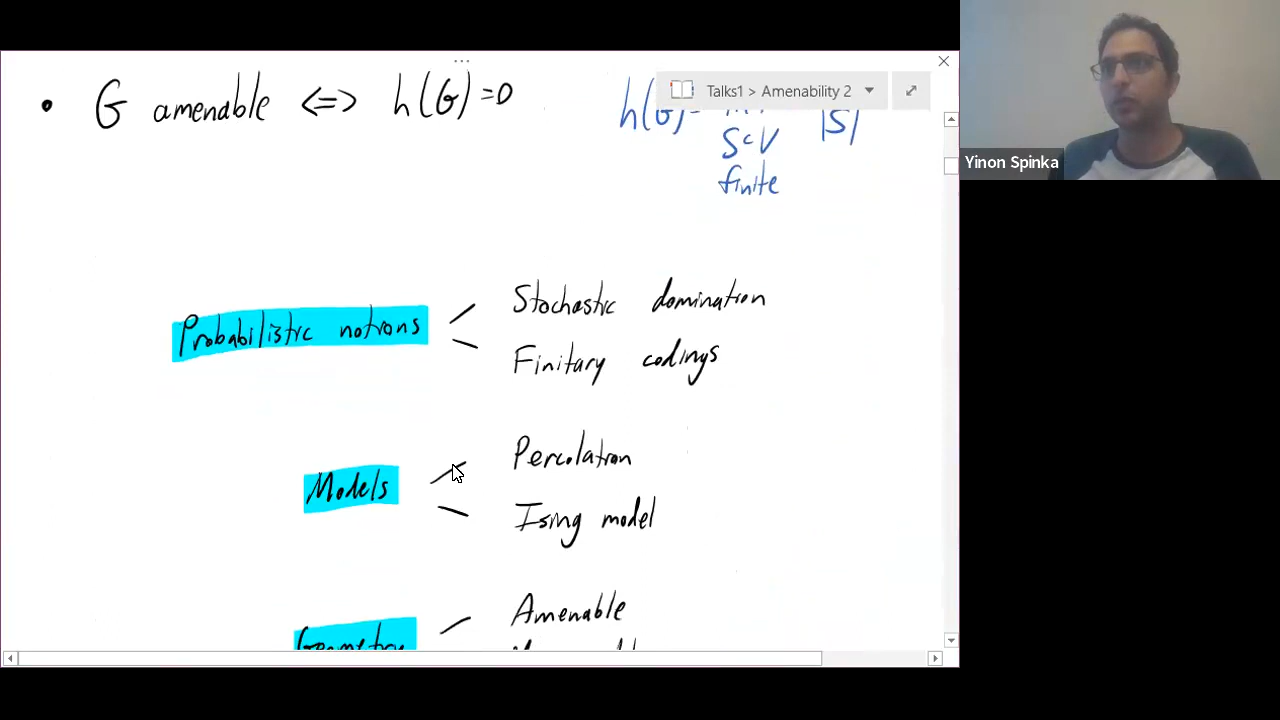 • G amenable <=> h(G)=0
h(G)=
Talks1 > Amenability 2
S⊂V |S|
finite
Yinon Spinka
Probabilistic notions
Stochastic domination
Finitary codings
Models
Percolation
Ising model
Geometry
Amenable